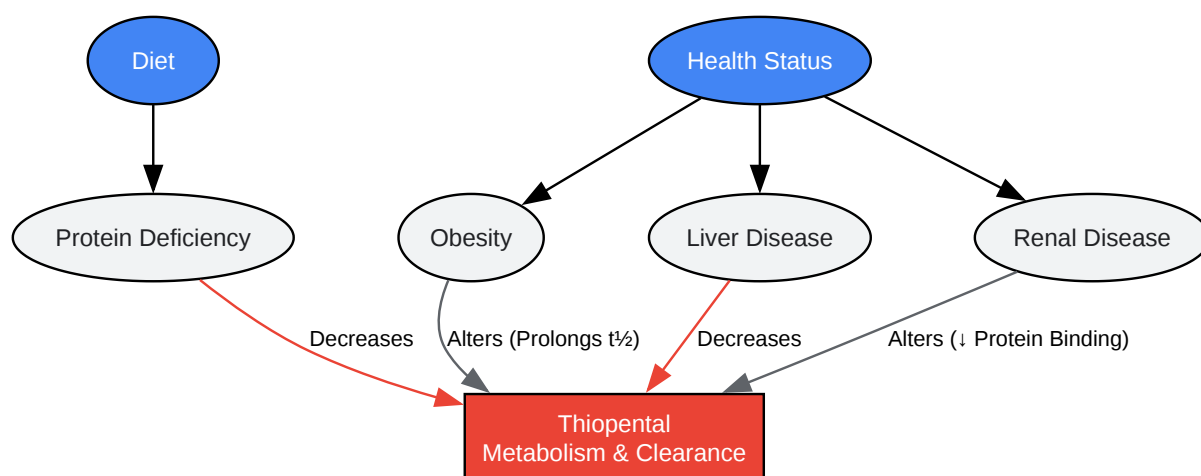 Diet
Health Status
Protein Deficiency
Obesity
Liver Disease
Renal Disease
Decreases
Alters (Prolongs t½)
Decreases
Alters (↓ Protein Binding)
Thiopental
Metabolism & Clearance